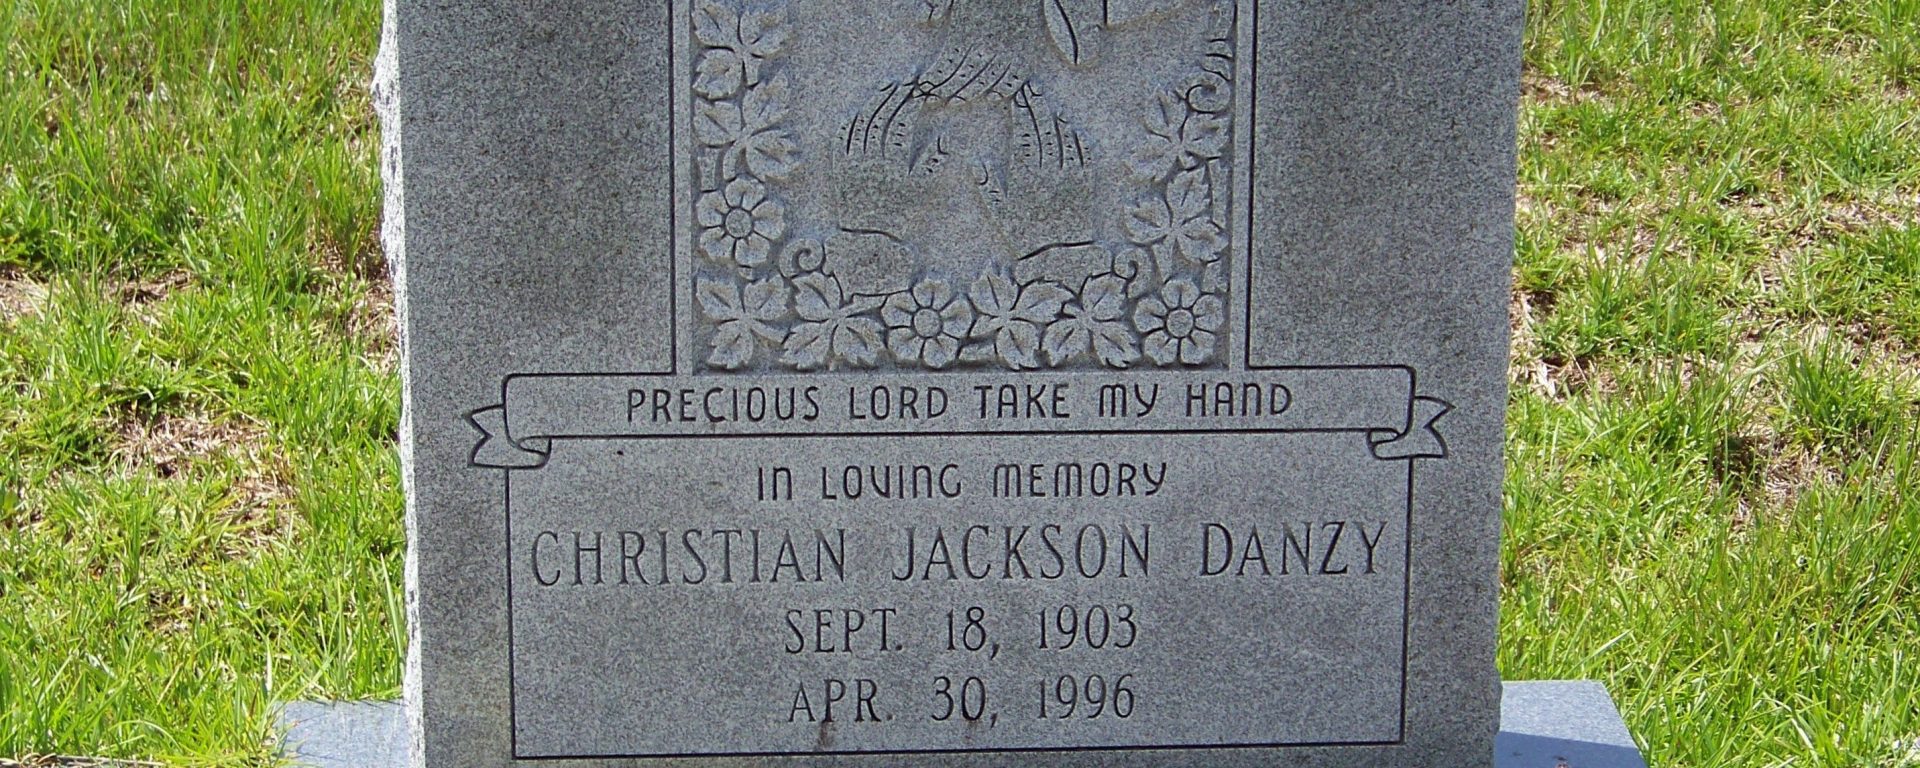 PRECIOUS LORD TAKE MY HAND
IN LOVING MEMORY
CHRISTIAN JACKSON DANZY
SEPT. 18, 1903
APR. 30, 1996